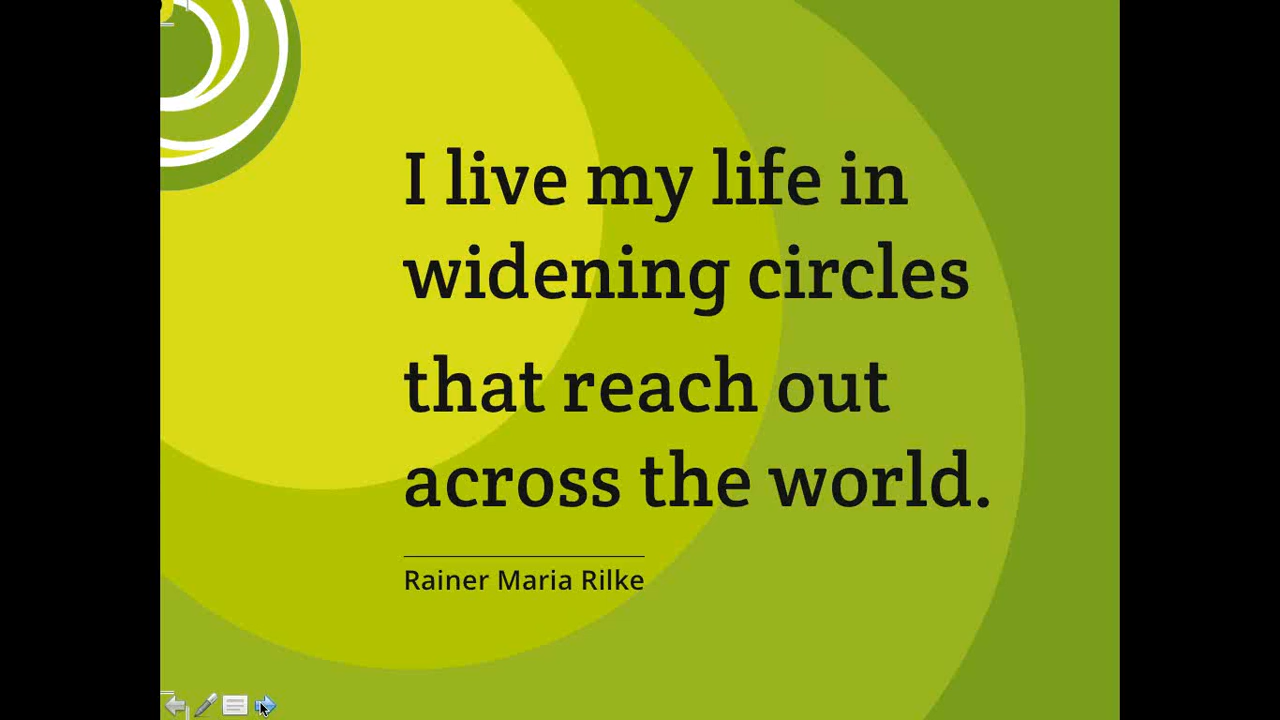 I live my life in
widening circles
that reach out
across the world.
Rainer Maria Rilke